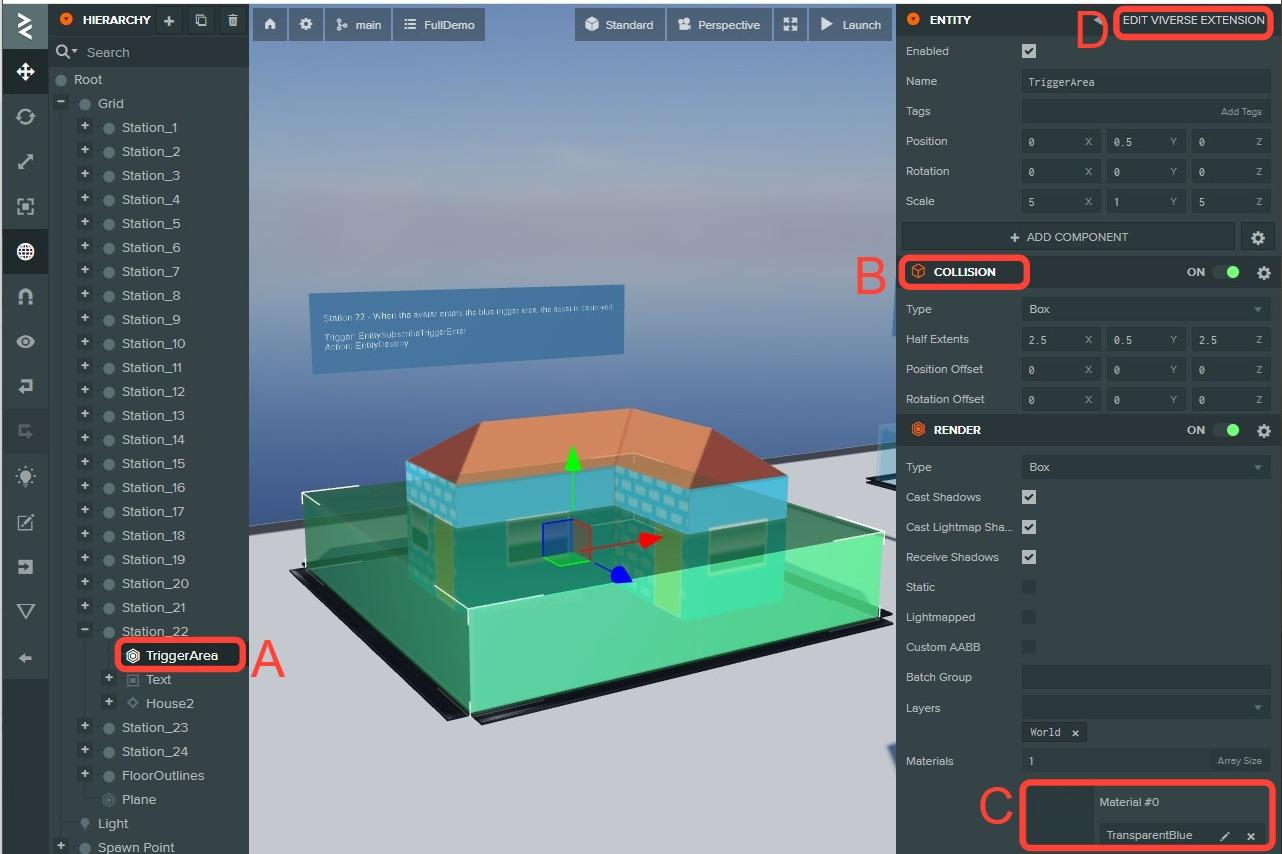 HIERARCHY
Search
Root
Grid
Station_1
Station_2
Station_3
Station_4
Station_5
Station_6
Station_7
Station_8
Station_9
Station_10
Station_11
Station_12
Station_13
Station_14
Station_15
Station_16
Station_17
Station_18
Station_19
Station_20
Station_21
Station_22
TriggerArea
A
Text
House2
Station_23
Station_24
FloorOutlines
Plane
Light
Spawn Point
main
FullDemo
Standard
Perspective
Launch
Station 22 - When the avatar enters the blue trigger area, the asset is destroyed.
Trigger: EntitySubscribeTriggerEnter
Action: EntityDestroy
ENTITY
D
EDIT VIVERSE EXTENSION
Enabled
Name TriggerArea
Tags Add Tags
Position 0 X 0.5 Y 0 Z
Rotation 0 X 0 Y 0 Z
Scale 5 X 1 Y 5 Z
+ ADD COMPONENT
B
COLLISION ON
Type Box
Half Extents 2.5 X 0.5 Y 2.5 Z
Position Offset 0 X 0 Y 0 Z
Rotation Offset 0 X 0 Y 0 Z
RENDER ON
Type Box
Cast Shadows
Cast Lightmap Sha...
Receive Shadows
Static
Lightmapped
Custom AABB
Batch Group
Layers
World ×
Materials 1 Array Size
C
Material #0
TransparentBlue ×